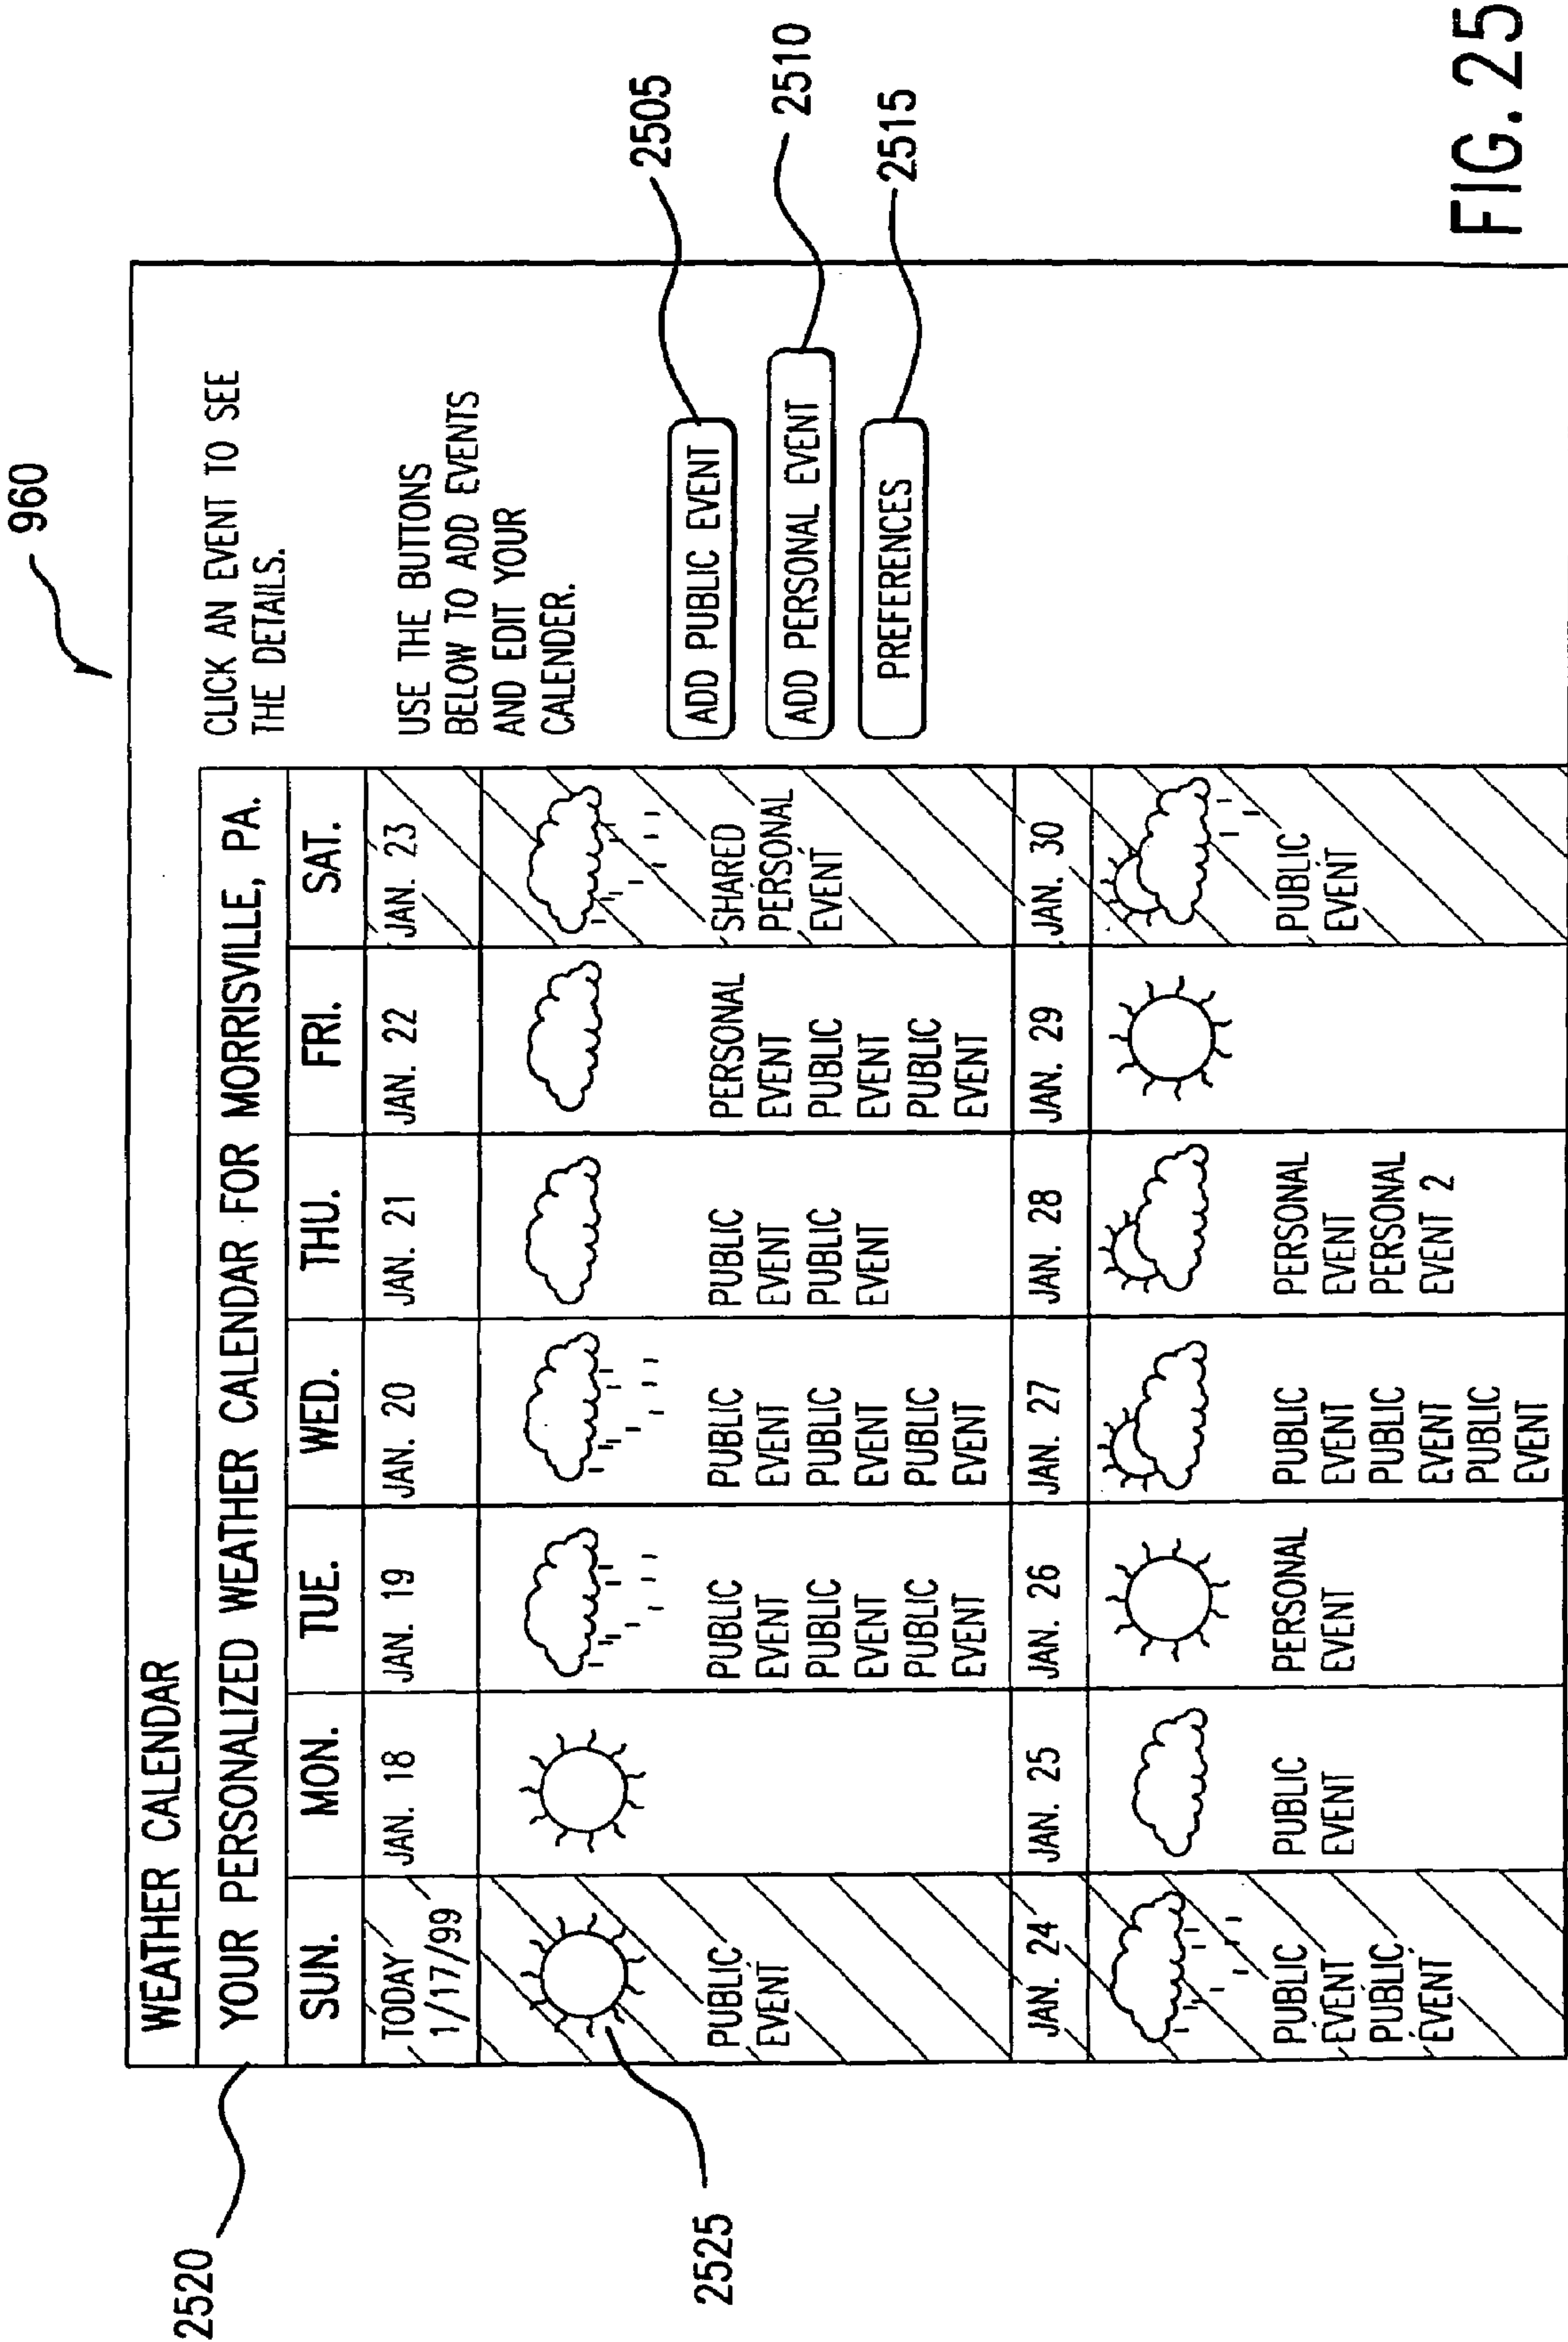 960
WEATHER CALENDAR
2520
YOUR PERSONALIZED WEATHER CALENDAR FOR MORRISVILLE, PA.
SUN. MON. TUE. WED. THU. FRI. SAT.
TODAY 1/17/99
JAN. 18
JAN. 19
JAN. 20
JAN. 21
JAN. 22
JAN. 23
2525
PUBLIC
EVENT
PUBLIC
EVENT
PUBLIC
EVENT
PUBLIC
EVENT
PUBLIC
EVENT
PUBLIC
EVENT
PUBLIC
EVENT
PUBLIC
EVENT
PUBLIC
EVENT
PERSONAL
EVENT
PUBLIC
EVENT
PUBLIC
EVENT
SHARED
PERSONAL
EVENT
JAN. 24
JAN. 25
JAN. 26
JAN. 27
JAN. 28
JAN. 29
JAN. 30
PUBLIC
EVENT
PUBLIC
EVENT
PUBLIC
EVENT
PERSONAL
EVENT
PUBLIC
EVENT
PUBLIC
EVENT
PUBLIC
EVENT
PERSONAL
EVENT
PERSONAL
EVENT 2
PUBLIC
EVENT
CLICK AN EVENT TO SEE
THE DETAILS.
USE THE BUTTONS
BELOW TO ADD EVENTS
AND EDIT YOUR
CALENDER.
ADD PUBLIC EVENT
2505
ADD PERSONAL EVENT
2510
PREFERENCES
2515
FIG. 25